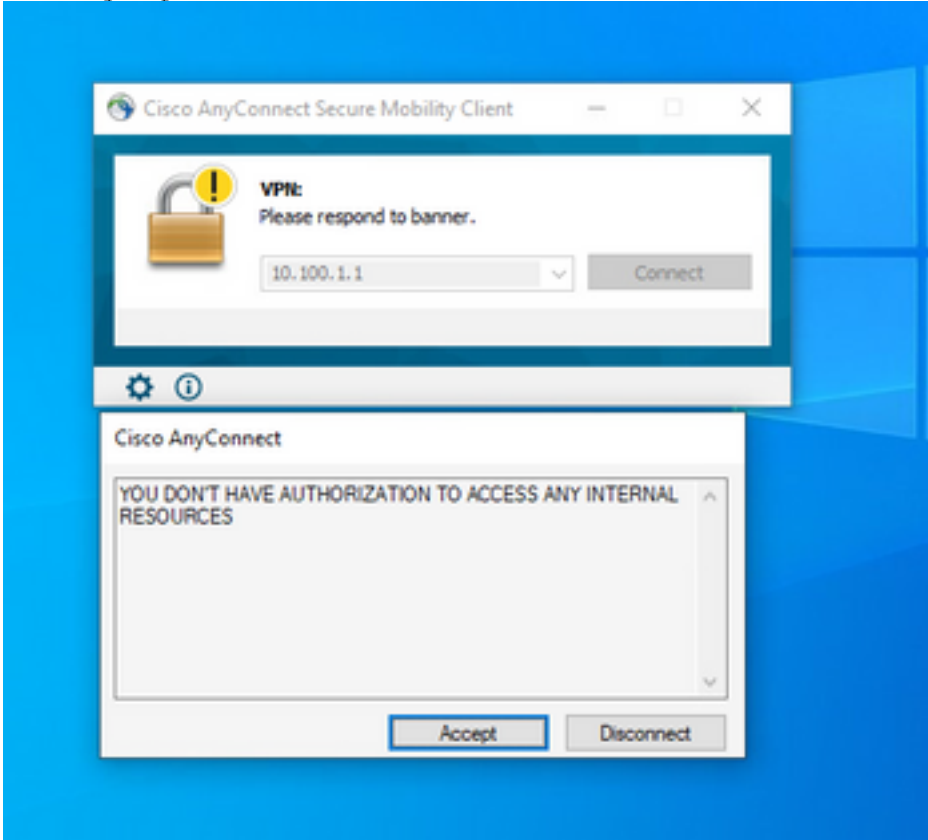 Cisco AnyConnect Secure Mobility Client
VPN:
Please respond to banner.
10.100.1.1
Connect
Cisco AnyConnect
YOU DON'T HAVE AUTHORIZATION TO ACCESS ANY INTERNAL
RESOURCES
Accept Disconnect